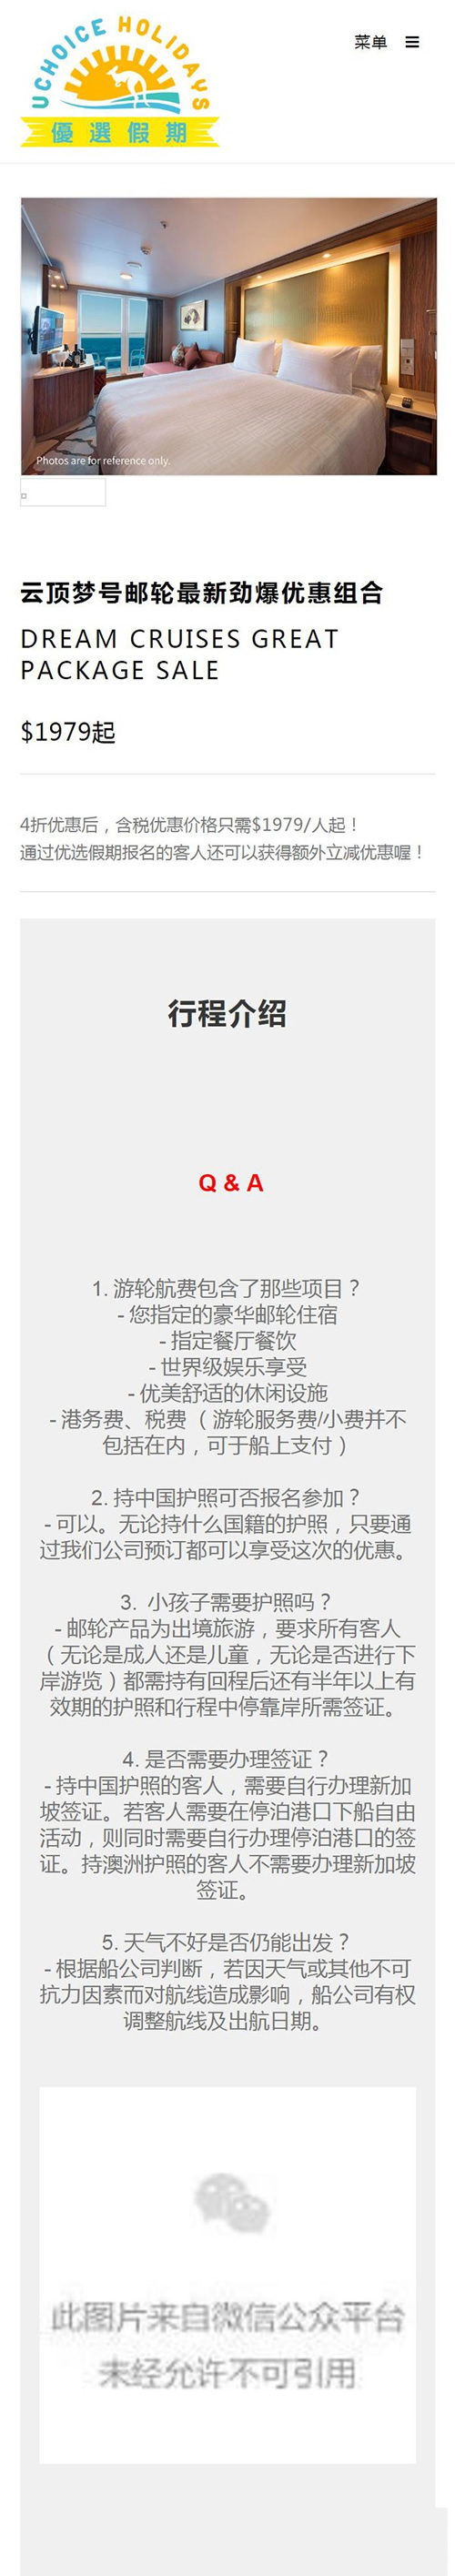 UCHOICE HOLIDAYS
優選假期
菜单
Photos are for reference only.
云顶梦号邮轮最新劲爆优惠组合
DREAM CRUISES GREAT
PACKAGE SALE
$1979起
4折优惠后，含税优惠价格只需$1979/人起！
通过优选假期报名的客人还可以获得额外立减优惠喔！
行程介绍
Q & A
1. 游轮航费包含了那些项目？
- 您指定的豪华邮轮住宿
- 指定餐厅餐饮
- 世界级娱乐享受
- 优美舒适的休闲设施
- 港务费、税费（游轮服务费/小费并不
包括在内，可于船上支付）
2. 持中国护照可否报名参加？
- 可以。无论持什么国籍的护照，只要通
过我们公司预订都可以享受这次的优惠。
3. 小孩子需要护照吗？
- 邮轮产品为出境旅游，要求所有客人
（无论是成人还是儿童，无论是否进行下
岸游览）都需持有回程后还有半年以上有
效期的护照和行程中停靠岸所需签证。
4. 是否需要办理签证？
- 持中国护照的客人，需要自行办理新加
坡签证。若客人需要在停泊港口下船自由
活动，则同时需要自行办理停泊港口的签
证。持澳洲护照的客人不需要办理新加坡
签证。
5. 天气不好是否仍能出发？
- 根据船公司判断，若因天气或其他不可
抗力因素而对航线造成影响，船公司有权
调整航线及出航日期。
此图片来自微信公众平台
未经允许不可引用